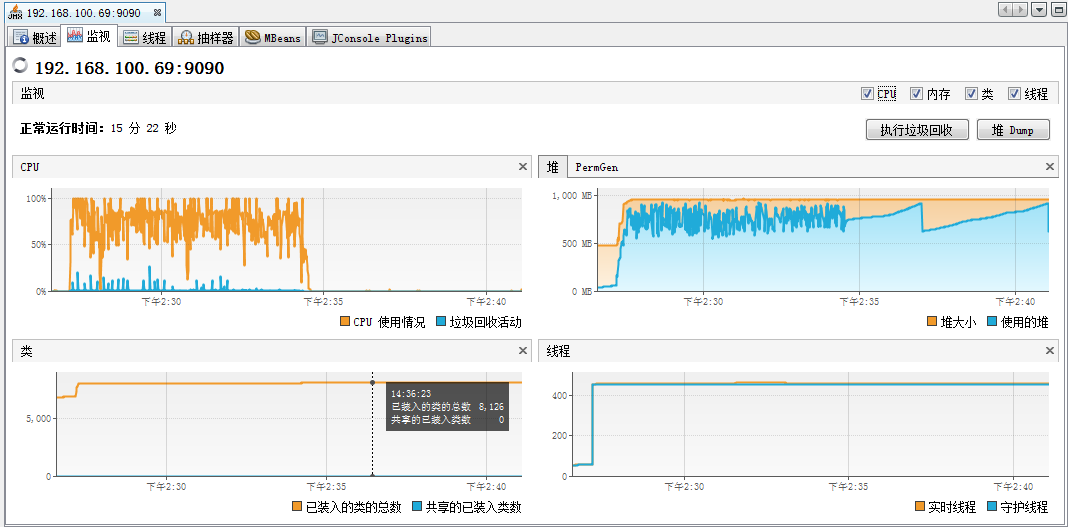 192.168.100.69:9090
概述 监视 线程 抽样器 MBeans JConsole Plugins
192.168.100.69:9090
监视 CPU 内存 类 线程
正常运行时间: 15 分 22 秒 执行垃圾回收 堆 Dump
CPU
100%
50%
0%
下午2:30 下午2:35 下午2:40
CPU 使用情况 垃圾回收活动
堆 PermGen
1,000 MB
500 MB
0 MB
下午2:30 下午2:35 下午2:40
堆大小 使用的堆
类
5,000
0
14:36:23
已装入的类的总数 8,126
共享的已装入类数 0
下午2:30 下午2:35 下午2:40
已装入的类的总数 共享的已装入类数
线程
400
200
0
下午2:30 下午2:35 下午2:40
实时线程 守护线程